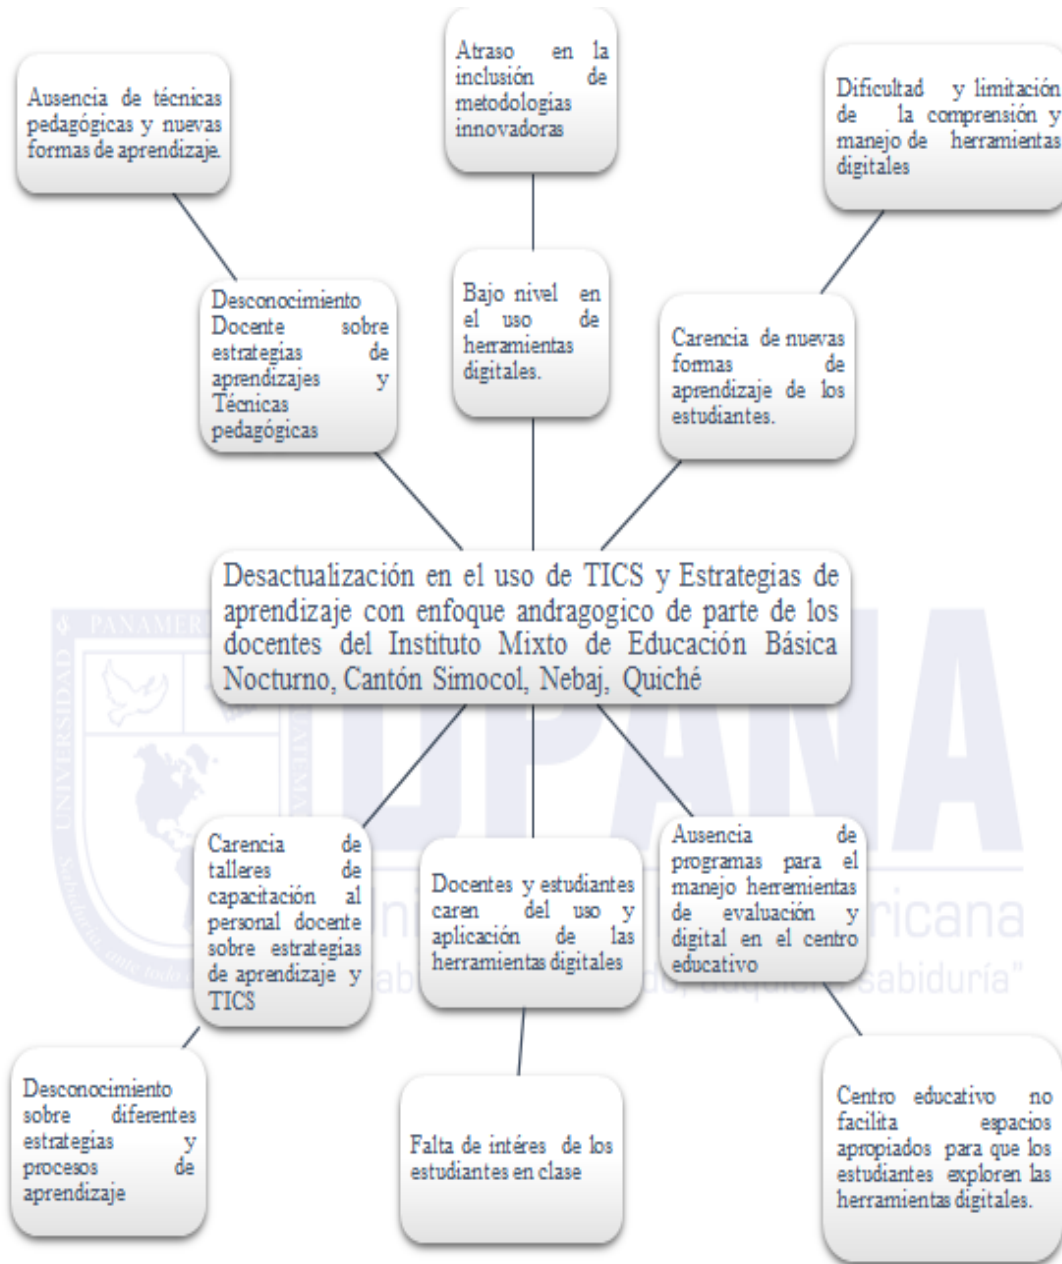 Atraso en la
inclusión de
metodologías
innovadoras
Ausencia de técnicas
pedagógicas y nuevas
formas de aprendizaje.
Dificultad y limitación
de la comprensión y
manejo de herramientas
digitales
Desconocimiento
Docente sobre
estrategias de
aprendizajes y
Técnicas
pedagógicas
Bajo nivel en
el uso de
herramientas
digitales.
Carencia de nuevas
formas de
aprendizaje de los
estudiantes.
Desactualización en el uso de TICS y Estrategias de
aprendizaje con enfoque andragogico de parte de los
docentes del Instituto Mixto de Educación Básica
Nocturno, Cantón Simocol, Nebaj, Quiché
Carencia de
talleres de
capacitación al
personal docente
sobre estrategias
de aprendizaje y
TICS
Docentes y estudiantes
caren del uso y
aplicación de las
herramientas digitales
Ausencia de
programas para el
manejo herremientas
de evaluación y
digital en el centro
educativo
Desconocimiento
sobre diferentes
estrategias y
procesos de
aprendizaje
Falta de intéres de los
estudiantes en clase
Centro educativo no
facilita espacios
apropiados para que los
estudiantes exploren las
herramientas digitales.
UNIVERSIDAD
UPANA
sabiduría"